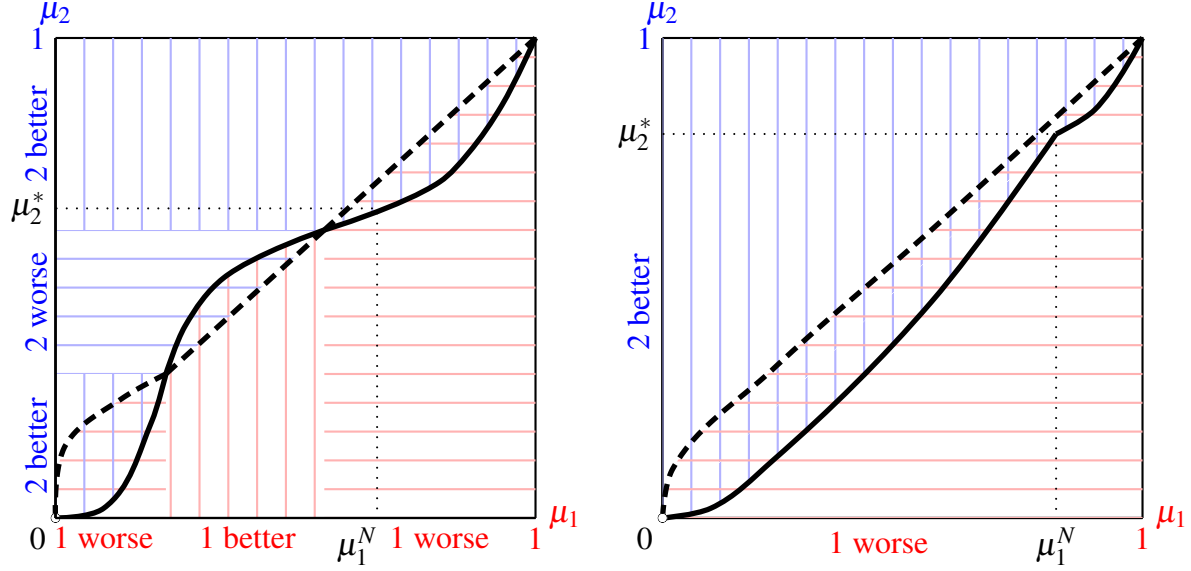 μ₂
1
2 better
μ₂*
2 worse
2 better
0
1 worse
1 better
μ₁ᴺ
1 worse
1
μ₁
μ₂
1
μ₂*
2 better
0
1 worse
μ₁ᴺ
1
μ₁